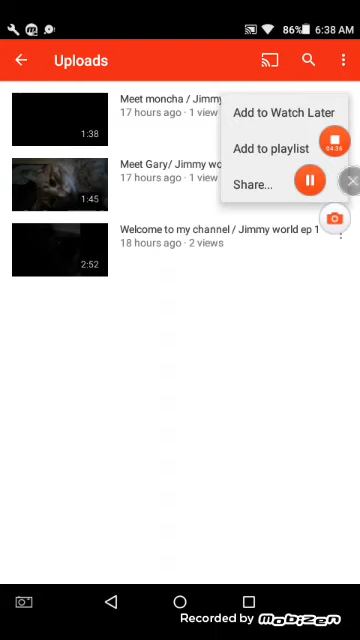 86% 6:38 AM
Uploads
Meet moncha / Jimmy
17 hours ago · 1 view
1:38
Add to Watch Later
Add to playlist
04:36
Share...
Meet Gary/ Jimmy wo
17 hours ago · 1 view
1:45
Welcome to my channel / Jimmy world ep 1
18 hours ago · 2 views
2:52
Recorded by mobizen